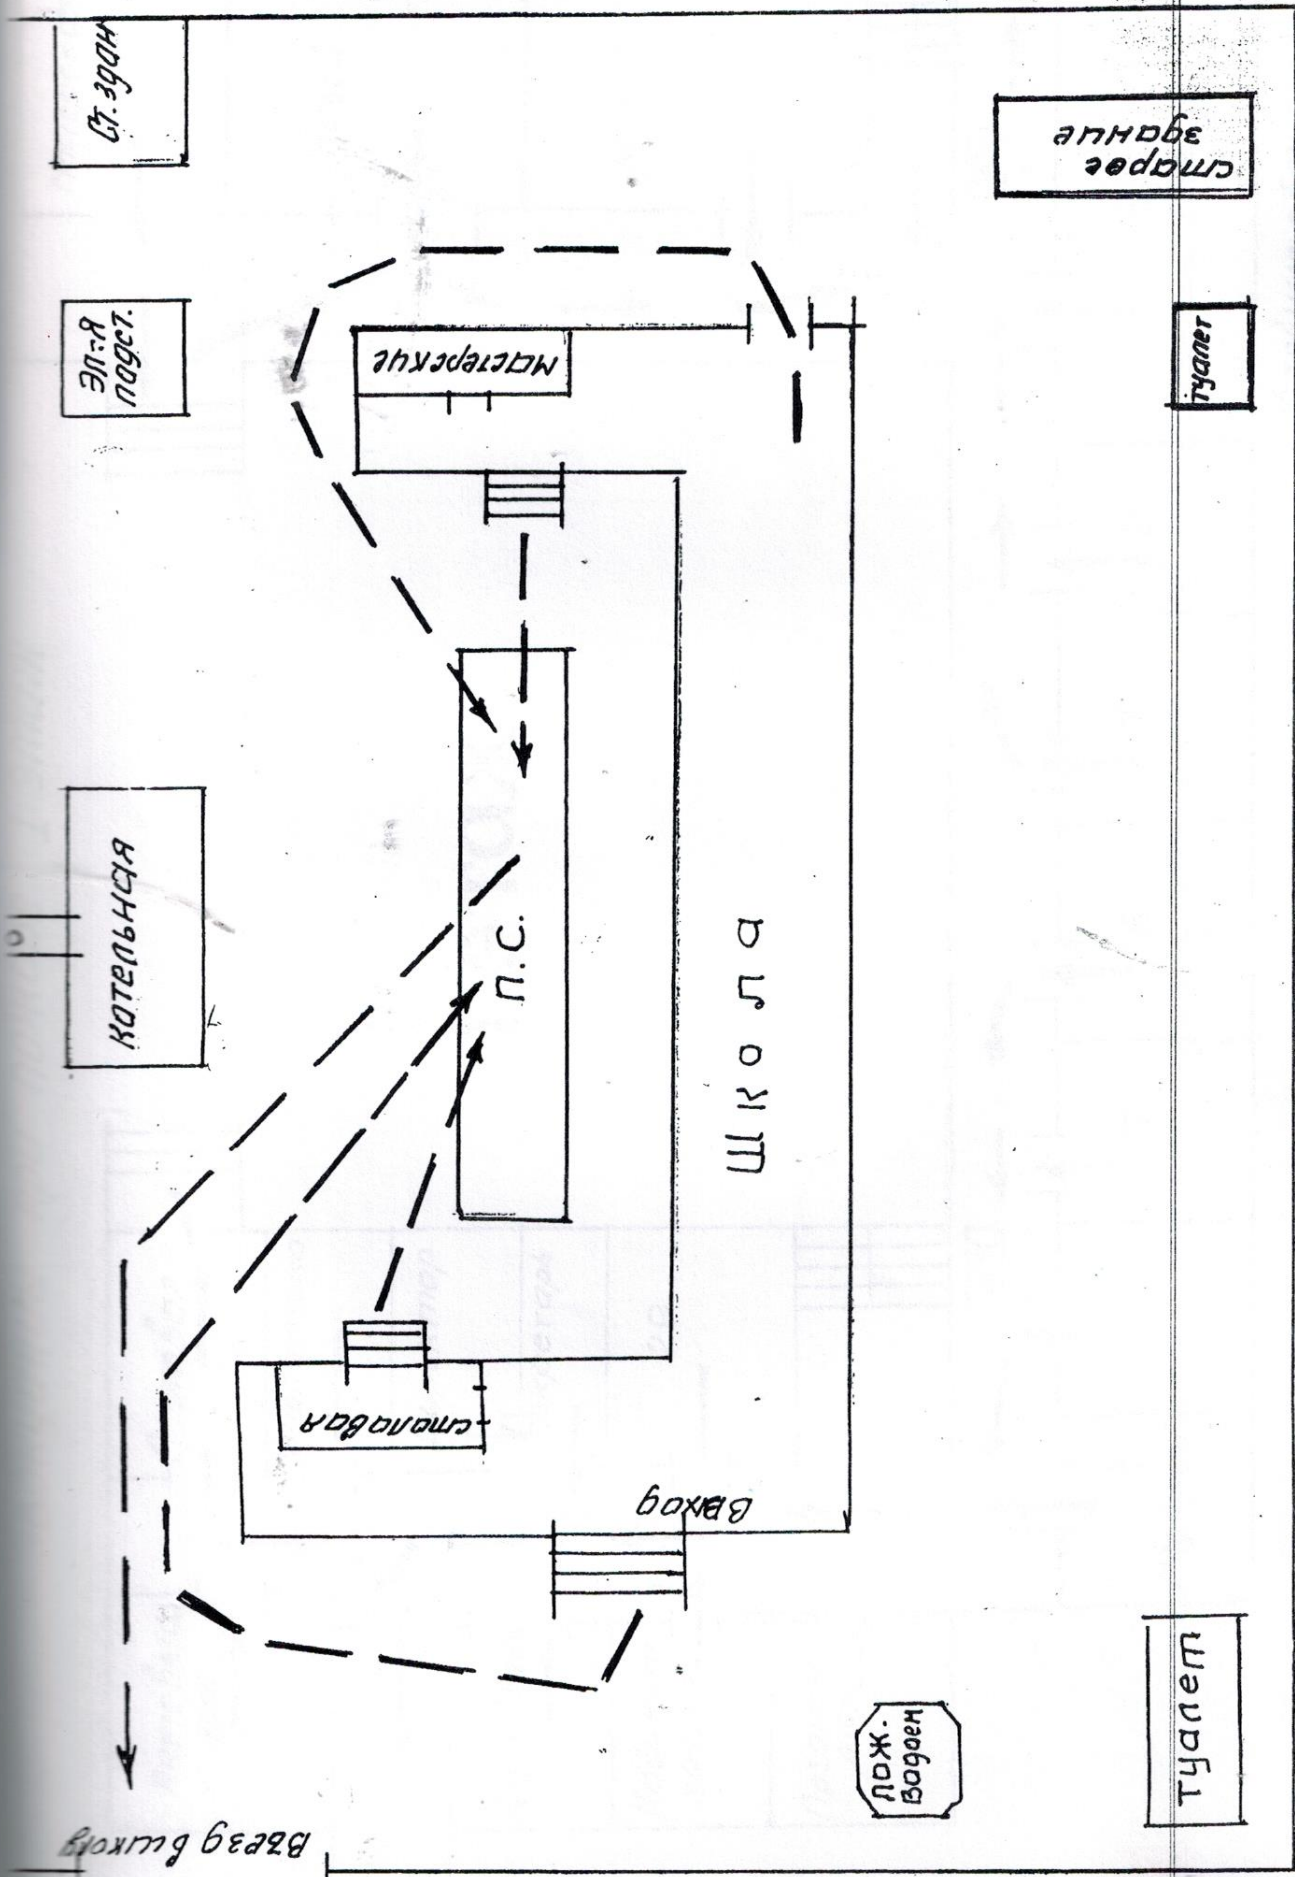 Ст. здан
старое
здание
Эл-я
подст.
мастерские
туалет
котельная
п.с.
Школа
столовая
выход
пож.
водоем
туалет
въезд в школу